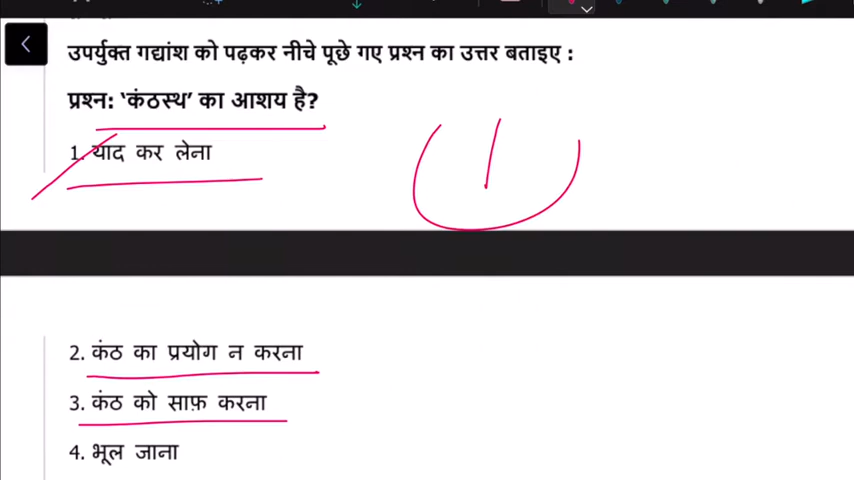 उपर्युक्त गद्यांश को पढ़कर नीचे पूछे गए प्रश्न का उत्तर बताइए :
प्रश्न: 'कंठस्थ' का आशय है?
1. याद कर लेना
1
2. कंठ का प्रयोग न करना
3. कंठ को साफ़ करना
4. भूल जाना